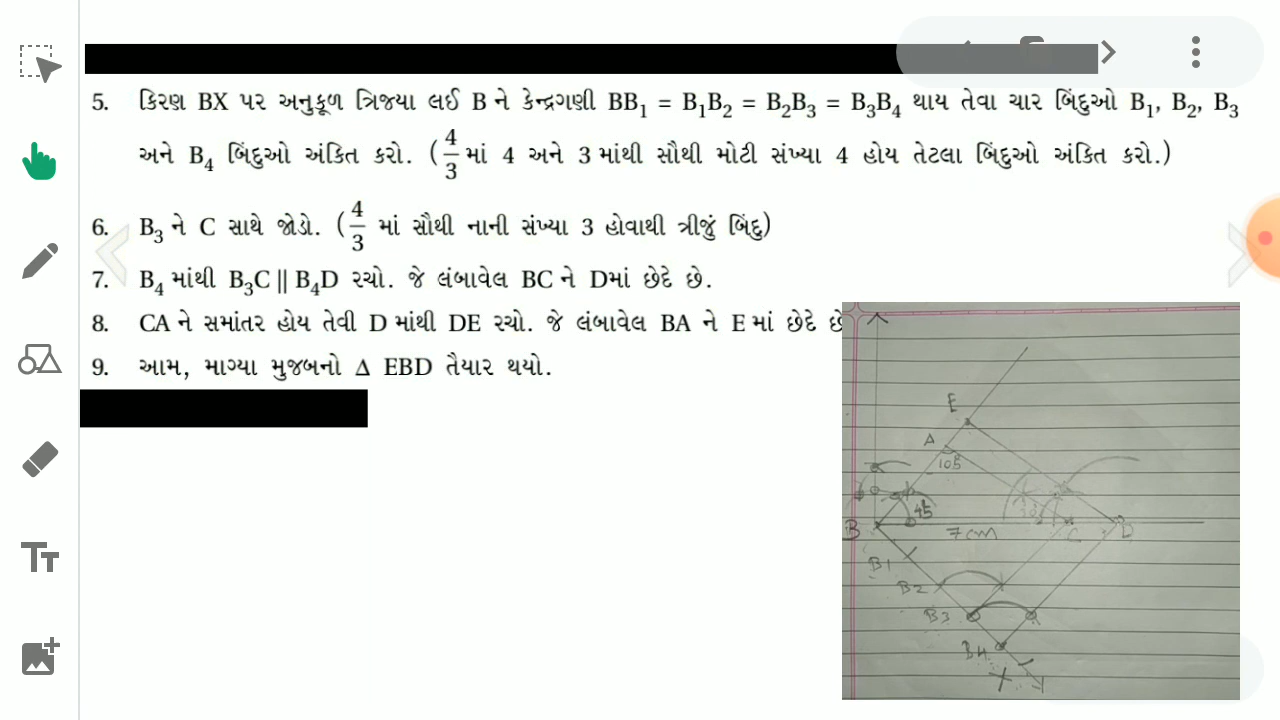 5. કિરણ BX પર અનુકૂળ ત્રિજ્યા લઈ B ને કેન્દ્રગણી BB₁ = B₁B₂ = B₂B₃ = B₃B₄ થાય તેવા ચાર બિંદુઓ B₁, B₂, B₃
અને B₄ બિંદુઓ અંકિત કરો. (4/3 માં 4 અને 3 માંથી સૌથી મોટી સંખ્યા 4 હોય તેટલા બિંદુઓ અંકિત કરો.)
6. B₃ ને C સાથે જોડો. (4/3 માં સૌથી નાની સંખ્યા 3 હોવાથી ત્રીજું બિંદુ)
7. B₄ માંથી B₃C || B₄D રચો. જે લંબાવેલ BC ને D માં છેદે છે.
8. CA ને સમાંતર હોય તેવી D માંથી DE રચો. જે લંબાવેલ BA ને E માં છેદે છે
9. આમ, માગ્યા મુજબનો Δ EBD તૈયાર થયો.
E
A
105
45
B 7cm C D
B1
B2
B3
B4
X
Tт